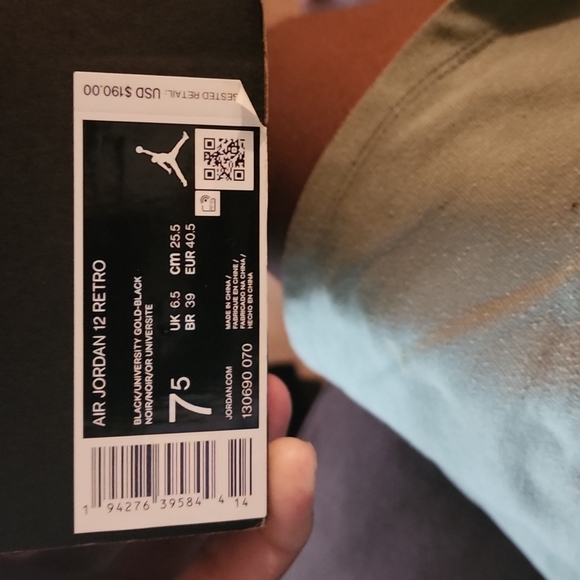 SESTED RETAIL: USD $190.00
AIR JORDAN 12 RETRO
BLACK/UNIVERSITY GOLD-BLACK
NOIR/NOIR/OR UNIVERSITE
7.5
UK 6.5 cm 25.5
BR 39 EUR 40.5
JORDAN.COM
130690 070
MADE IN CHINA /
FABRIQUE EN CHINE /
FABRICADO NA CHINA /
HECHO EN CHINA
1 94276 39584 4 14